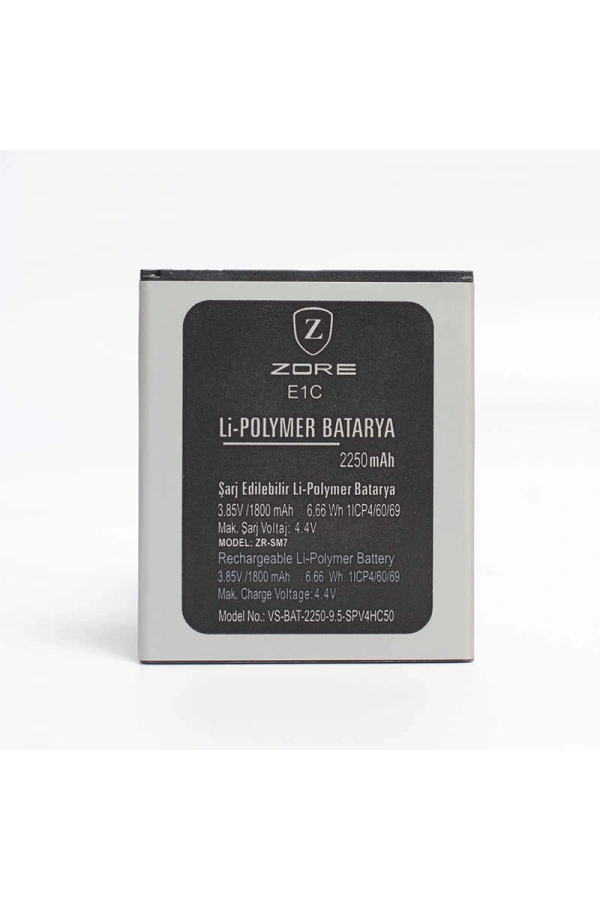 Z
ZORE
E1C
Li-POLYMER BATARYA
2250mAh
Şarj Edilebilir Li-Polymer Batarya
3.85V/1800 mAh 6.66 Wh 1ICP4/60/69
Mak. Şarj Voltaj: 4.4V
MODEL: ZR-SM7
Rechargeable Li-Polymer Battery
3.85V/1800 mAh 6.66 Wh 1ICP4/60/69
Mak. Charge Voltage: 4.4V
Model No.: VS-BAT-2250-9.5-SPV4HC50